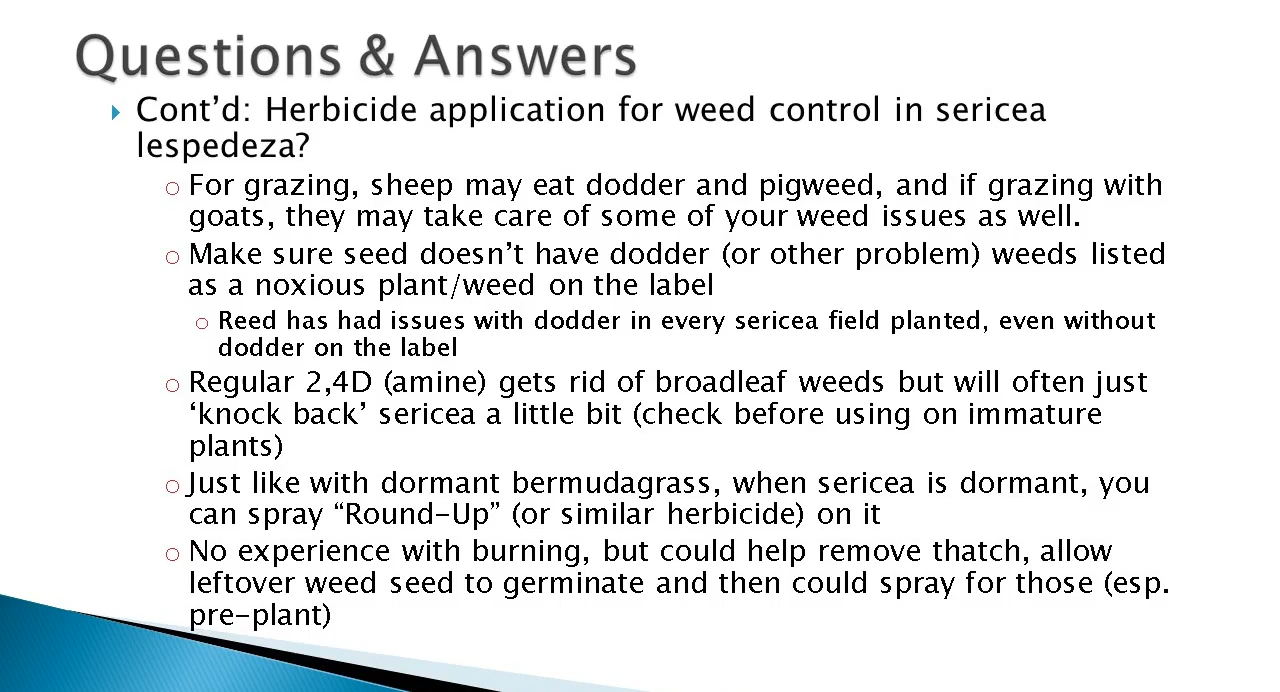 Questions & Answers
Cont’d: Herbicide application for weed control in sericea
lespedeza?
For grazing, sheep may eat dodder and pigweed, and if grazing with
goats, they may take care of some of your weed issues as well.
Make sure seed doesn’t have dodder (or other problem) weeds listed
as a noxious plant/weed on the label
Reed has had issues with dodder in every sericea field planted, even without
dodder on the label
Regular 2,4D (amine) gets rid of broadleaf weeds but will often just
‘knock back’ sericea a little bit (check before using on immature
plants)
Just like with dormant bermudagrass, when sericea is dormant, you
can spray “Round-Up” (or similar herbicide) on it
No experience with burning, but could help remove thatch, allow
leftover weed seed to germinate and then could spray for those (esp.
pre-plant)